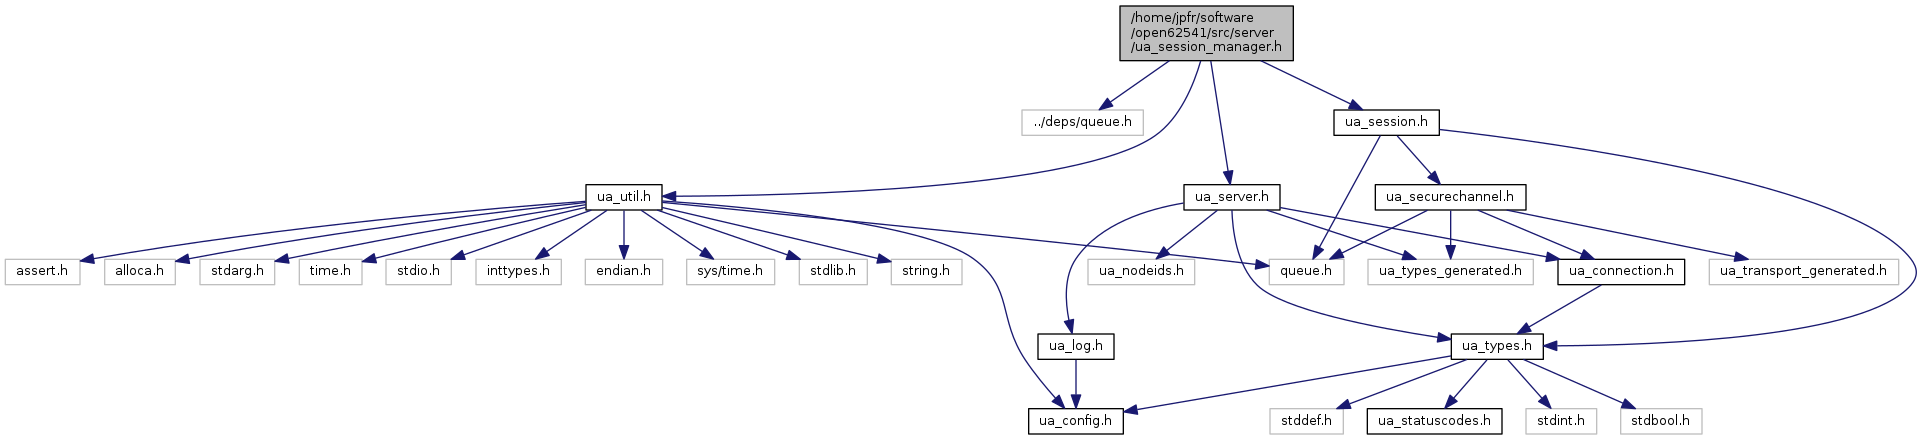 /home/jpfr/software
/open62541/src/server
/ua_session_manager.h
../deps/queue.h
ua_session.h
ua_util.h
ua_server.h
ua_securechannel.h
assert.h
alloca.h
stdarg.h
time.h
stdio.h
inttypes.h
endian.h
sys/time.h
stdlib.h
string.h
ua_nodeids.h
queue.h
ua_types_generated.h
ua_connection.h
ua_transport_generated.h
ua_log.h
ua_types.h
ua_config.h
stddef.h
ua_statuscodes.h
stdint.h
stdbool.h